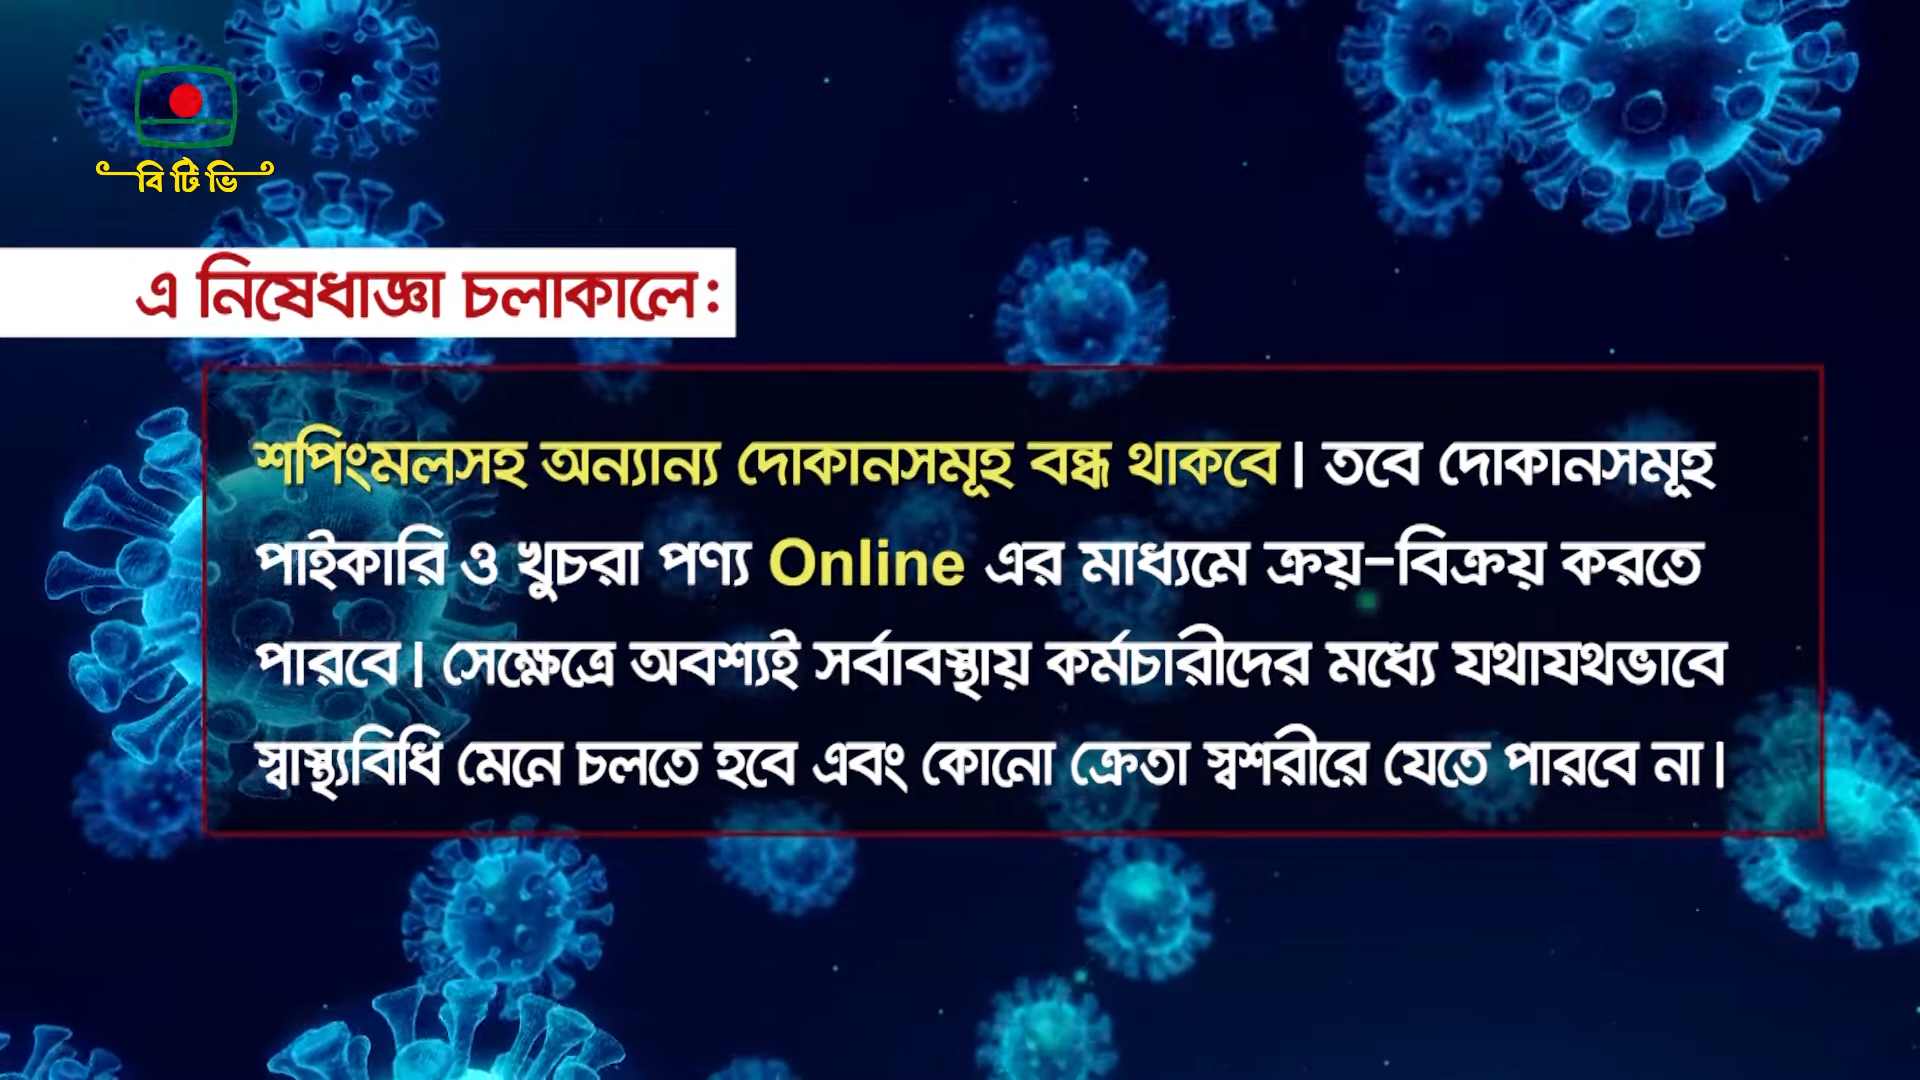 বিটিভি
এ নিষেধাজ্ঞা চলাকালে:
শপিংমলসহ অন্যান্য দোকানসমূহ বন্ধ থাকবে। তবে দোকানসমূহ
পাইকারি ও খুচরা পণ্য Online এর মাধ্যমে ক্রয়-বিক্রয় করতে
পারবে। সেক্ষেত্রে অবশ্যই সর্বাবস্থায় কর্মচারীদের মধ্যে যথাযথভাবে
স্বাস্থ্যবিধি মেনে চলতে হবে এবং কোনো ক্রেতা স্বশরীরে যেতে পারবে না।